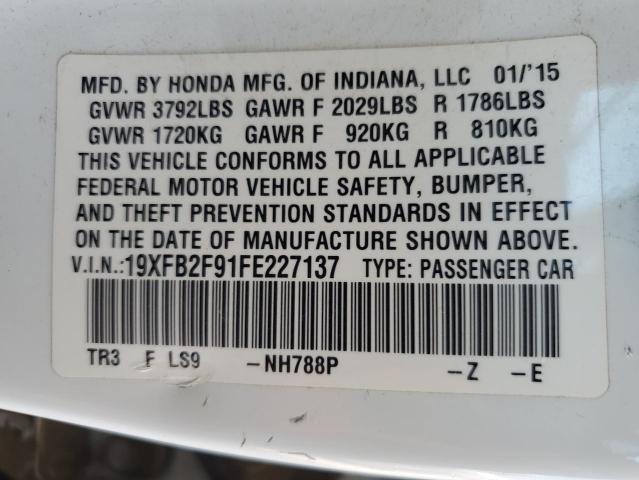 MFD. BY HONDA MFG. OF INDIANA, LLC 01/'15
GVWR 3792LBS GAWR F 2029LBS R 1786LBS
GVWR 1720KG GAWR F 920KG R 810KG
THIS VEHICLE CONFORMS TO ALL APPLICABLE
FEDERAL MOTOR VEHICLE SAFETY, BUMPER,
AND THEFT PREVENTION STANDARDS IN EFFECT
ON THE DATE OF MANUFACTURE SHOWN ABOVE.
V.I.N.:19XFB2F91FE227137 TYPE: PASSENGER CAR
TR3 F LS9 -NH788P -Z -E